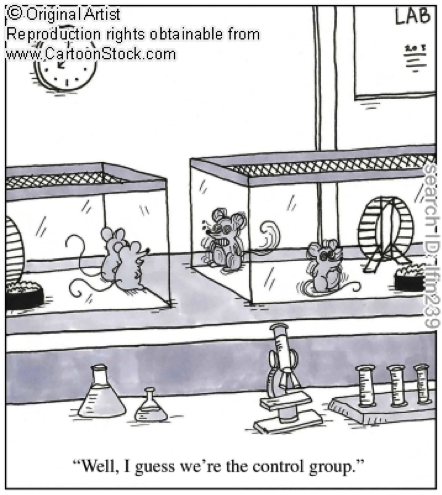 © Original Artist
Reproduction rights obtainable from
www.CartoonStock.com
LAB
search ID: jfin239
“Well, I guess we’re the control group.”